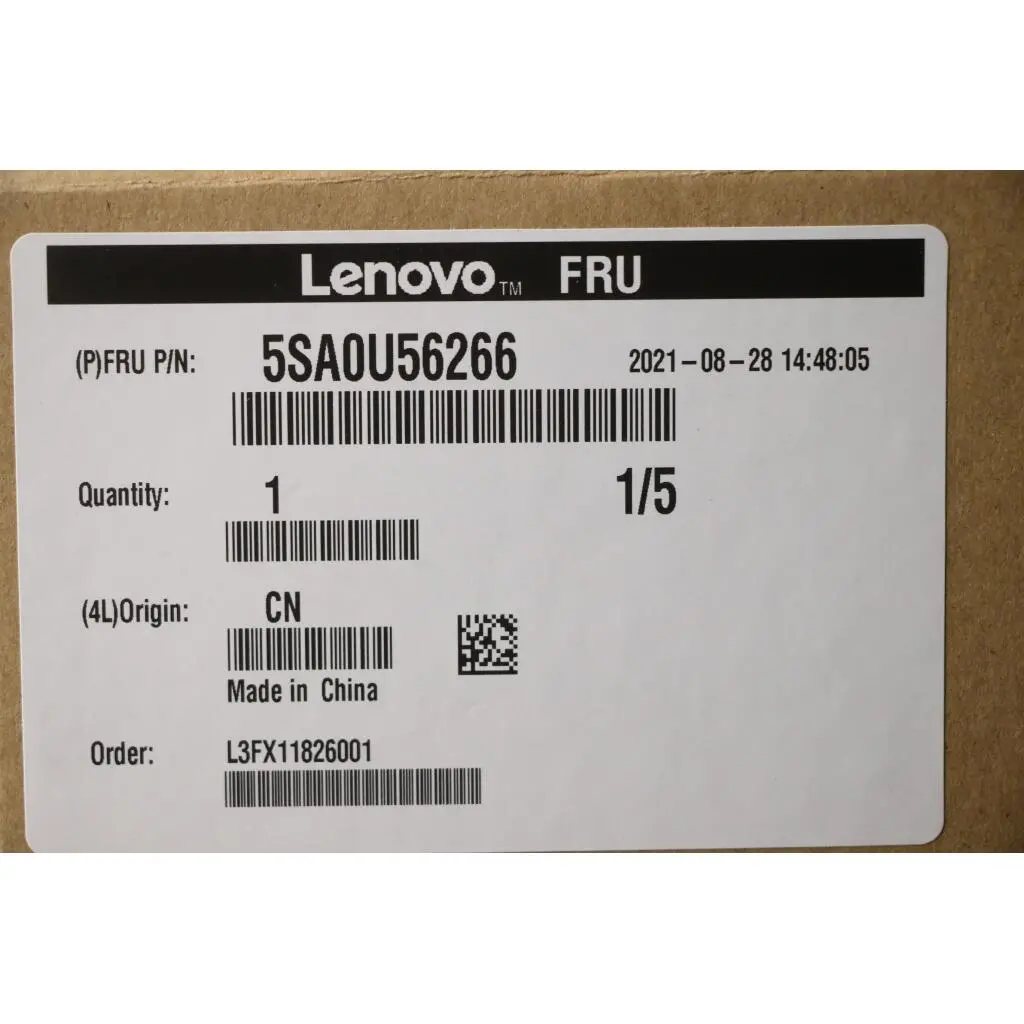 Lenovo™ FRU
(P)FRU P/N: 5SA0U56266 2021-08-28 14:48:05
Quantity: 1 1/5
(4L)Origin: CN
Made in China
Order: L3FX11826001